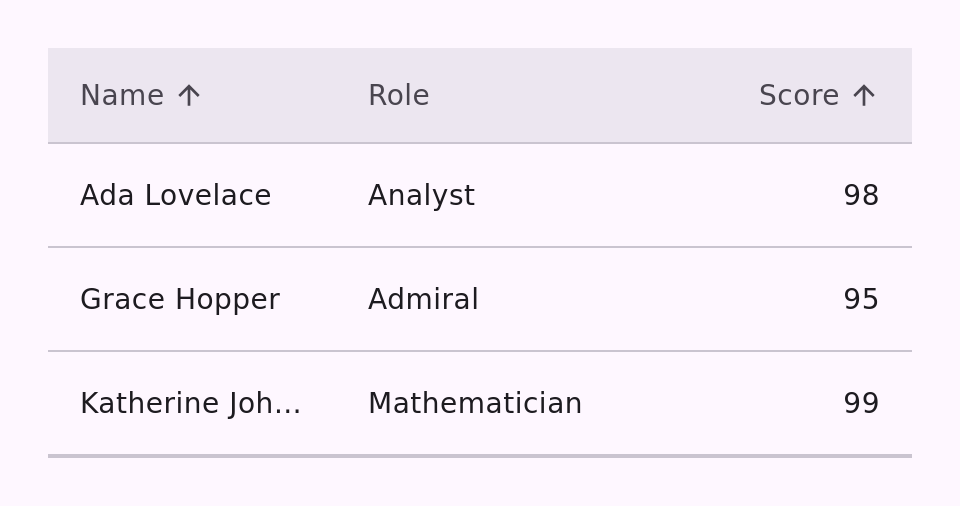 Name ↑ Role Score ↑
Ada Lovelace Analyst 98
Grace Hopper Admiral 95
Katherine Joh... Mathematician 99